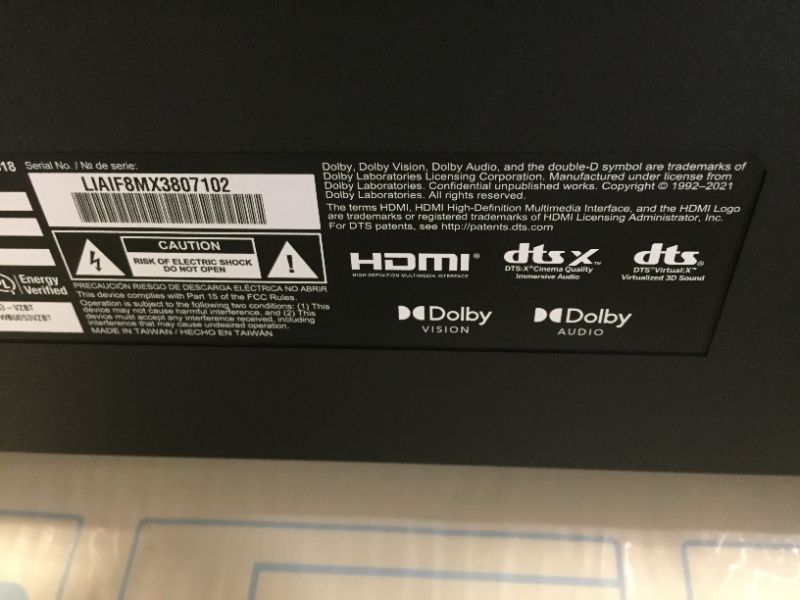 318 Serial No. / № de serie:
LIAIF8MX3807102
CAUTION
RISK OF ELECTRIC SHOCK
DO NOT OPEN
Energy
Verified
PRECAUCIÓN RIESGO DE DESCARGA ELÉCTRICA NO ABRIR
This device complies with Part 15 of the FCC Rules.
Operation is subject to the following two conditions: (1) This
device may not cause harmful interference, and (2) This
device must accept any interference received, including
interference that may cause undesired operation.
MADE IN TAIWAN / HECHO EN TAIWÁN
Dolby, Dolby Vision, Dolby Audio, and the double-D symbol are trademarks of
Dolby Laboratories Licensing Corporation. Manufactured under license from
Dolby Laboratories. Confidential unpublished works. Copyright © 1992–2021
Dolby Laboratories. All rights reserved.
The terms HDMI, HDMI High-Definition Multimedia Interface, and the HDMI Logo
are trademarks or registered trademarks of HDMI Licensing Administrator, Inc.
For DTS patents, see http://patents.dts.com
HDMI®
HIGH-DEFINITION MULTIMEDIA INTERFACE
dts X™
DTS:X™ Cinema Quality
Immersive Audio
dts®
DTS™ Virtual:X™
Virtualized 3D Sound
Dolby
VISION
Dolby
AUDIO